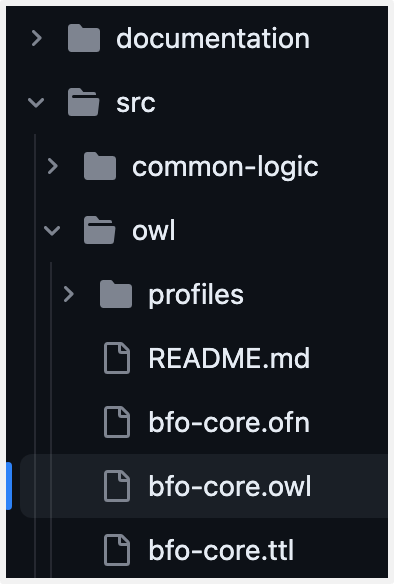 documentation
src
common-logic
owl
profiles
README.md
bfo-core.ofn
bfo-core.owl
bfo-core.ttl